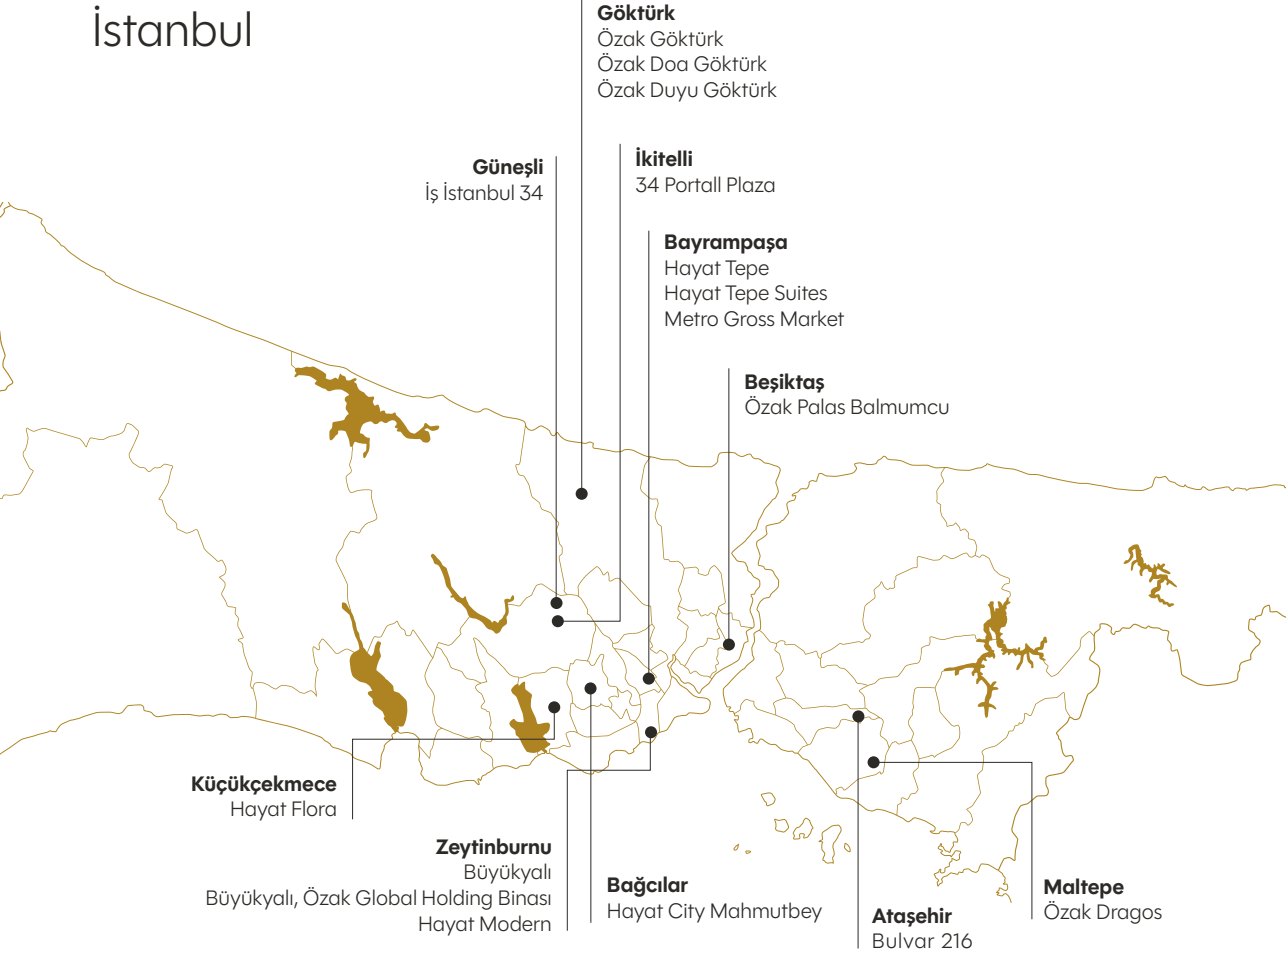 İstanbul
Göktürk
Özak Göktürk
Özak Doa Göktürk
Özak Duyu Göktürk
Güneşli
İş İstanbul 34
İkitelli
34 Portall Plaza
Bayrampaşa
Hayat Tepe
Hayat Tepe Suites
Metro Gross Market
Beşiktaş
Özak Palas Balmumcu
Küçükçekmece
Hayat Flora
Zeytinburnu
Büyükyalı
Büyükyalı, Özak Global Holding Binası
Hayat Modern
Bağcılar
Hayat City Mahmutbey
Ataşehir
Bulvar 216
Maltepe
Özak Dragos